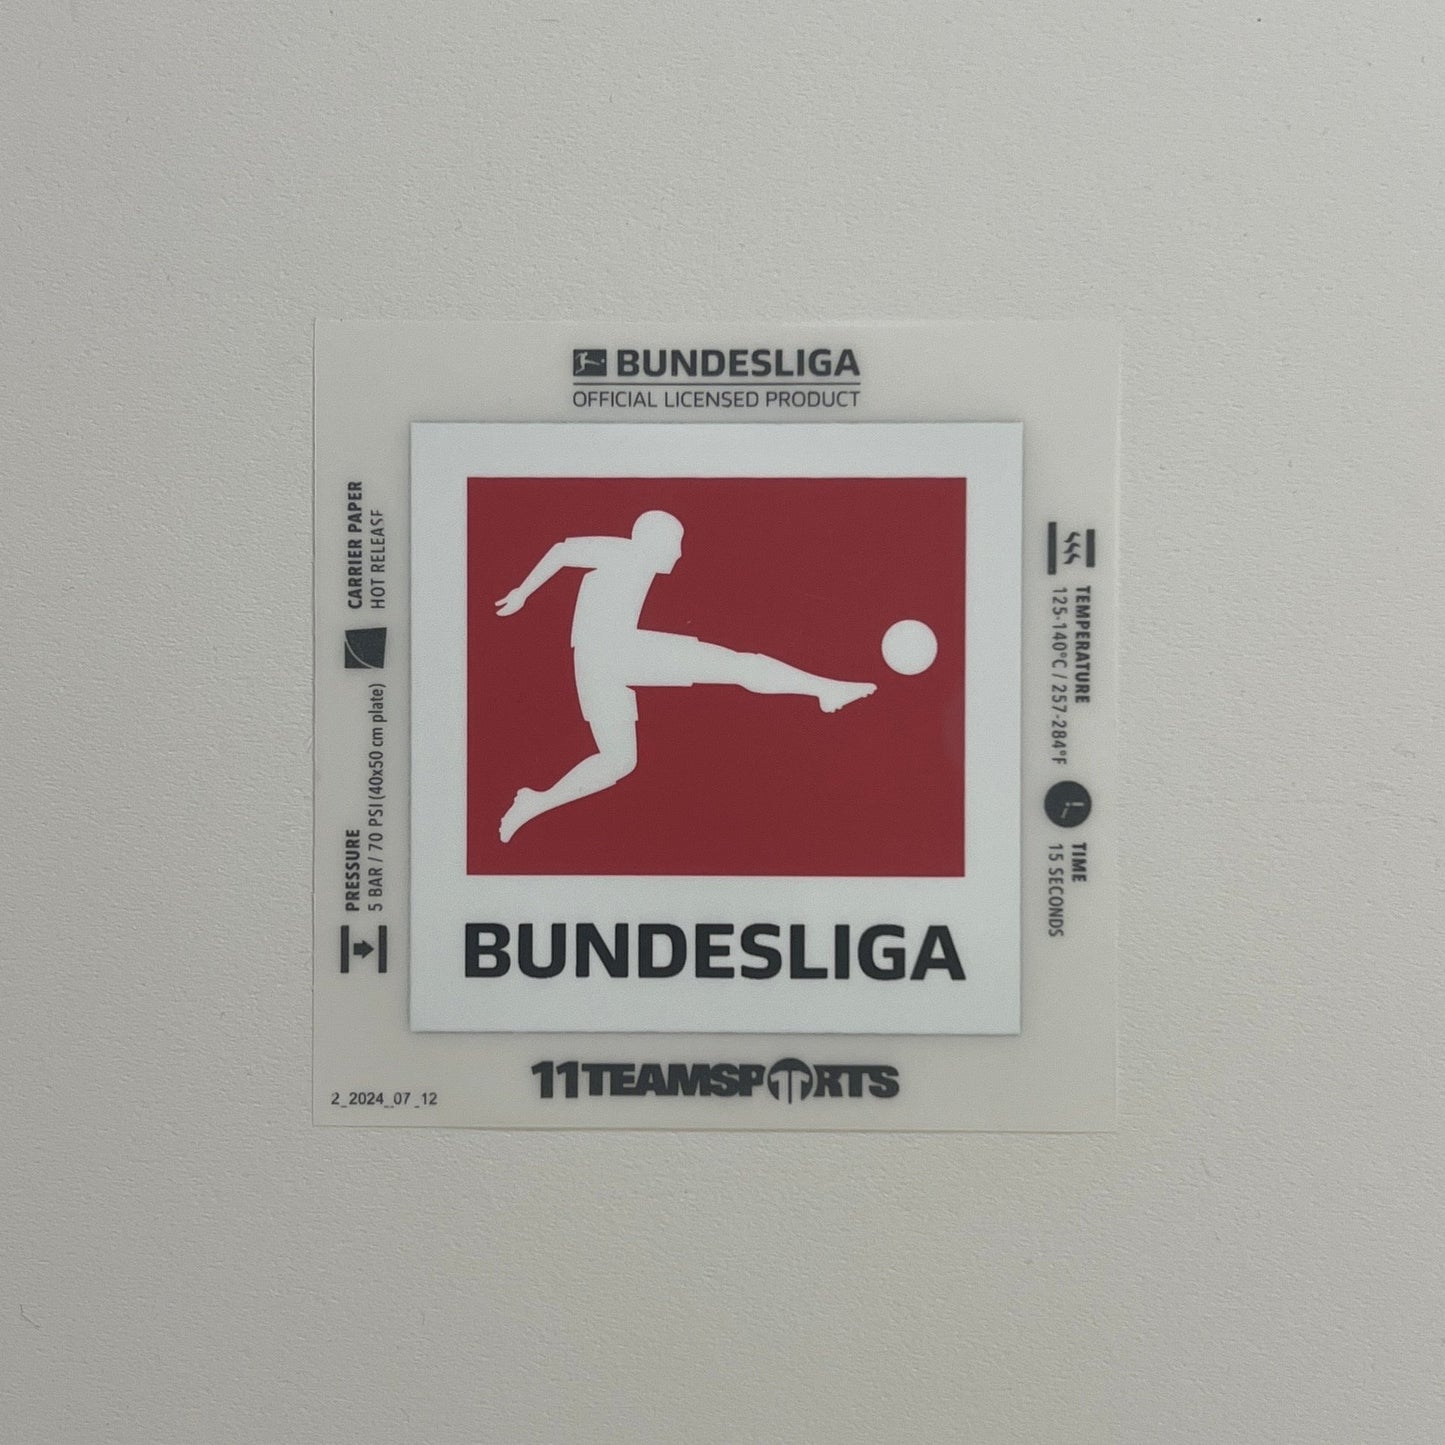 BUNDESLIGA
OFFICIAL LICENSED PRODUCT
CARRIER PAPER
HOT RELEASE
PRESSURE
5 BAR / 70 PSI (40x50 cm plate)
TEMPERATURE
125-140°C / 257-284°F
TIME
15 SECONDS
BUNDESLIGA
11TEAMSPORTS
2_2024_07_12